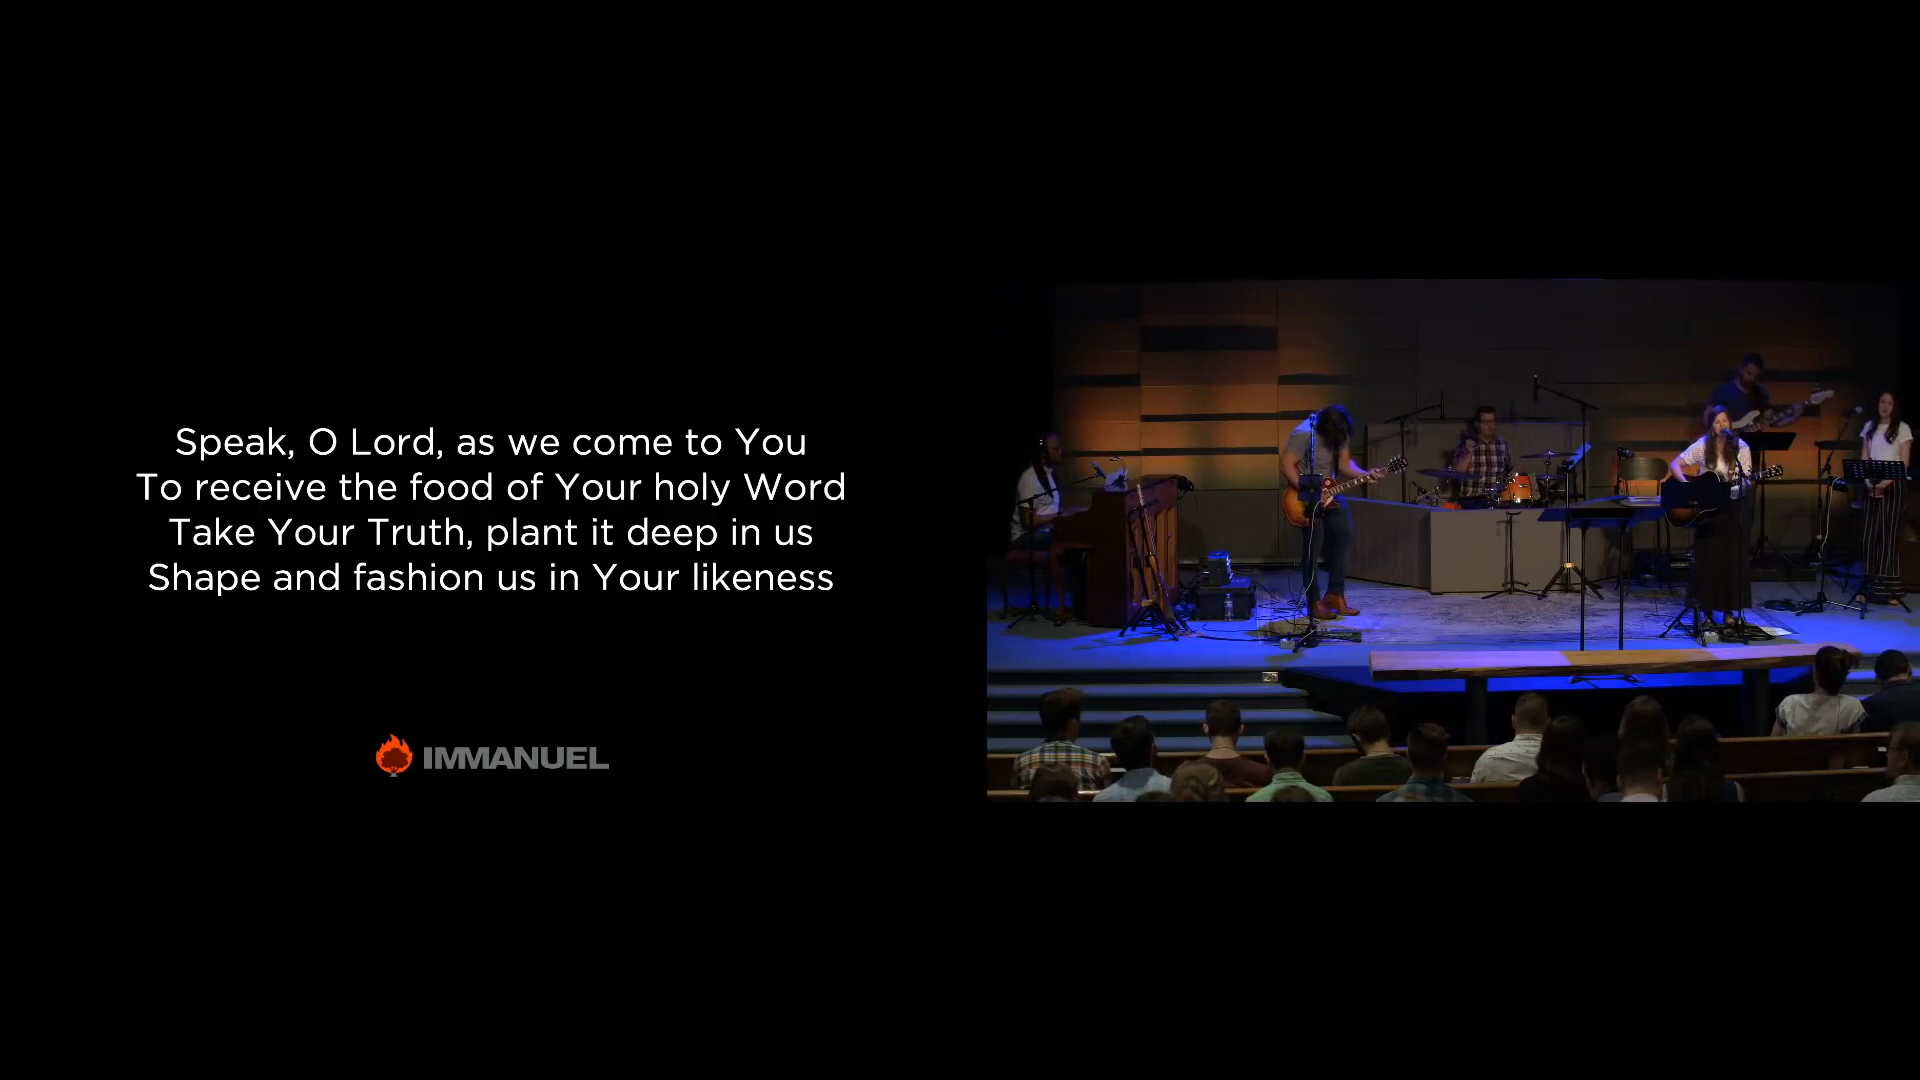 Speak, O Lord, as we come to You
To receive the food of Your holy Word
Take Your Truth, plant it deep in us
Shape and fashion us in Your likeness
IMMANUEL